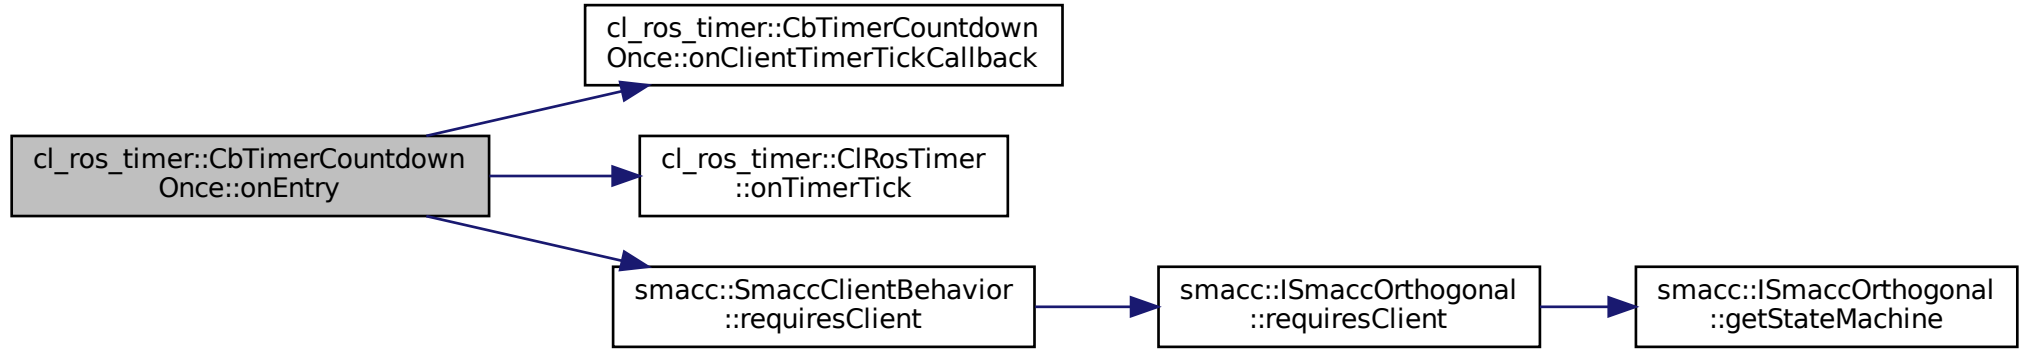 cl_ros_timer::CbTimerCountdown
Once::onClientTimerTickCallback
cl_ros_timer::CbTimerCountdown
Once::onEntry
cl_ros_timer::ClRosTimer
::onTimerTick
smacc::SmaccClientBehavior
::requiresClient
smacc::ISmaccOrthogonal
::requiresClient
smacc::ISmaccOrthogonal
::getStateMachine